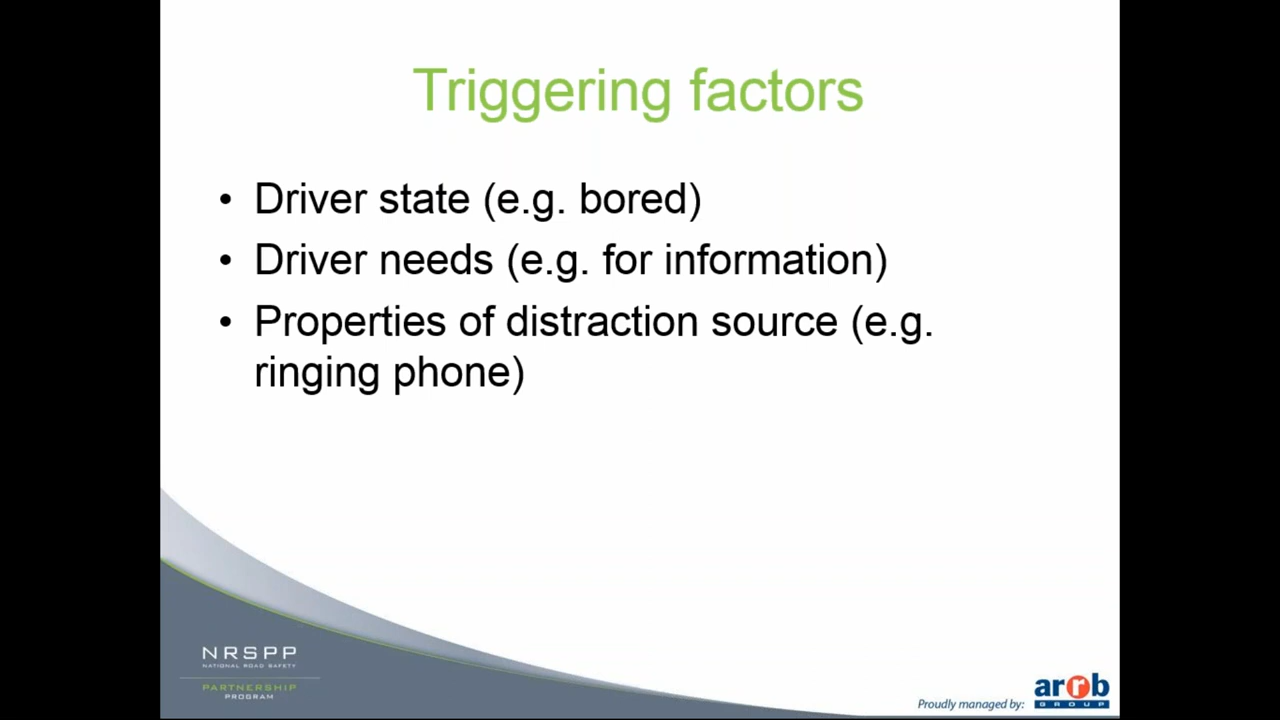 Triggering factors
• Driver state (e.g. bored)
• Driver needs (e.g. for information)
• Properties of distraction source (e.g.
ringing phone)
NRSPP
NATIONAL ROAD SAFETY
PARTNERSHIP
PROGRAM
Proudly managed by:
arrb
GROUP